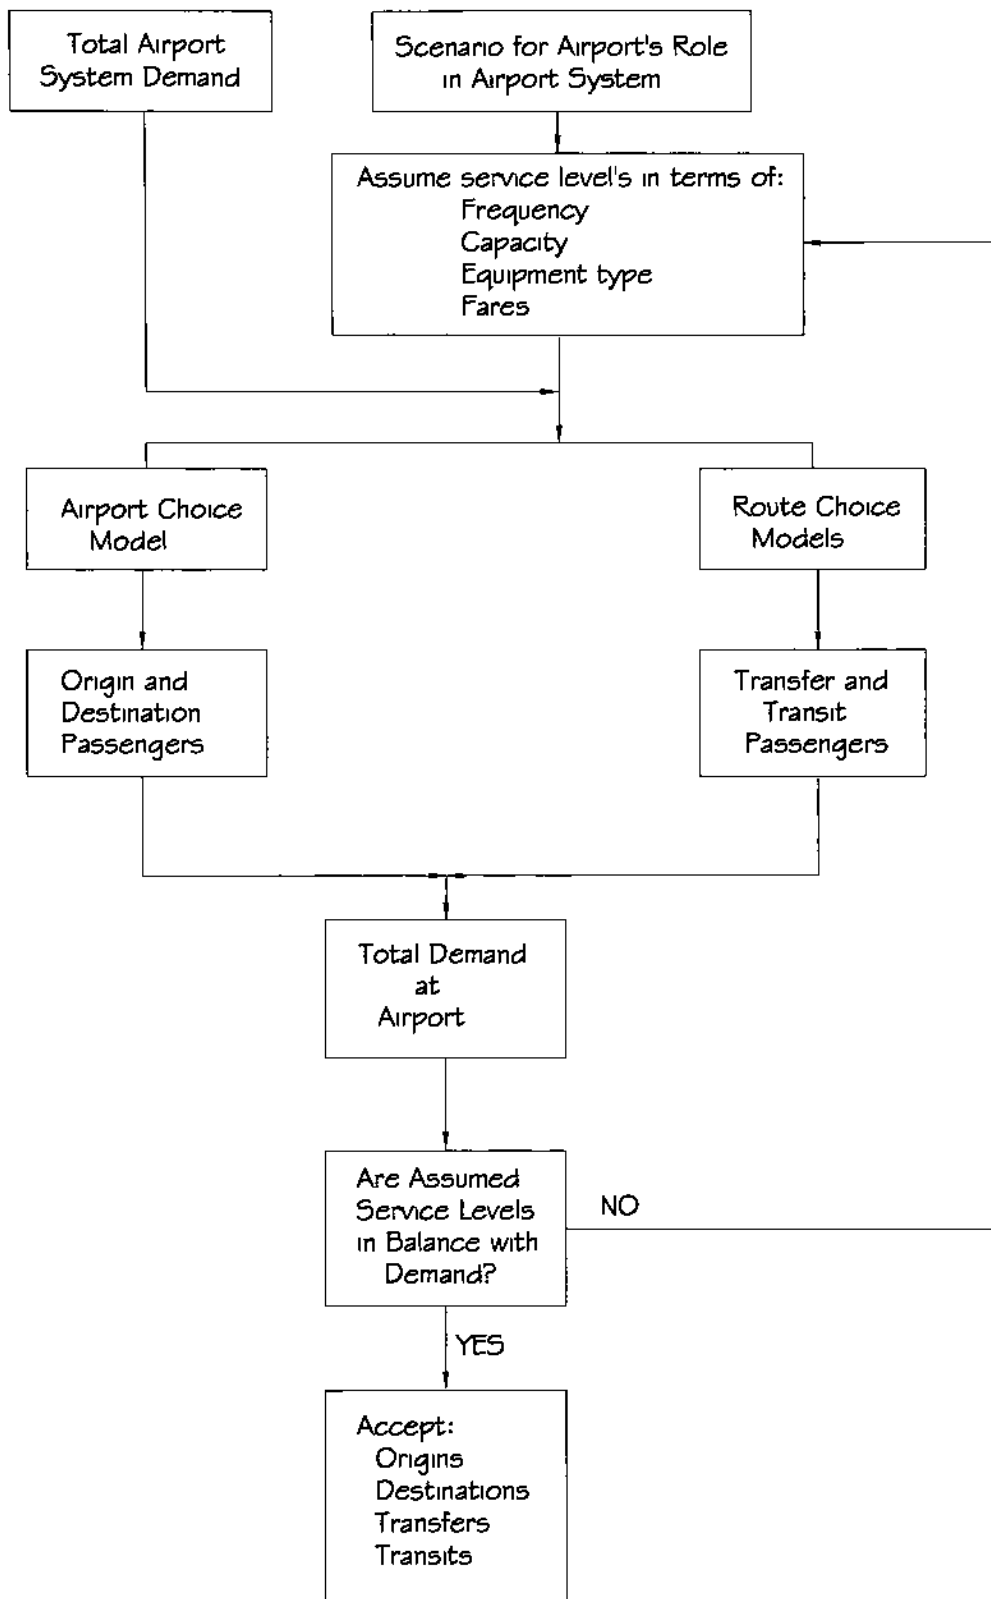 Total Airport
System Demand
Scenario for Airport's Role
in Airport System
Assume service level's in terms of:
Frequency
Capacity
Equipment type
Fares
Airport Choice
Model
Route Choice
Models
Origin and
Destination
Passengers
Transfer and
Transit
Passengers
Total Demand
at
Airport
Are Assumed
Service Levels
in Balance with
Demand?
NO
YES
Accept:
Origins
Destinations
Transfers
Transits